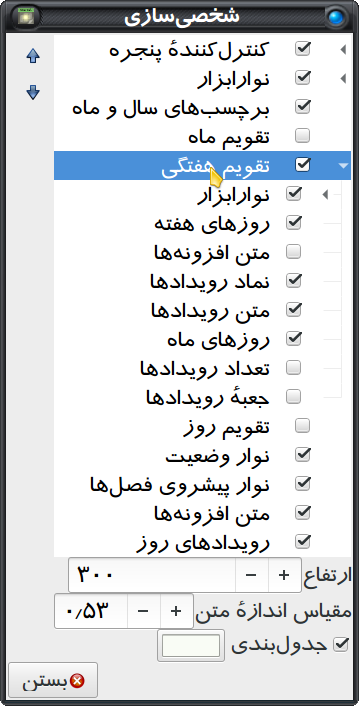 شخصی‌سازی
کنترل‌کنندهٔ پنجره
نوارابزار
برچسب‌های سال و ماه
تقویم ماه
تقویم هفتگی
نوارابزار
روزهای هفته
متن افزونه‌ها
نماد رویدادها
متن رویدادها
روزهای ماه
تعداد رویدادها
جعبهٔ رویدادها
تقویم روز
نوار وضعیت
نوار پیشروی فصل‌ها
متن افزونه‌ها
رویدادهای روز
ارتفاع ۳۰۰ − +
مقیاس اندازهٔ متن ۰٫۵۳ − +
جدول‌بندی
بستن